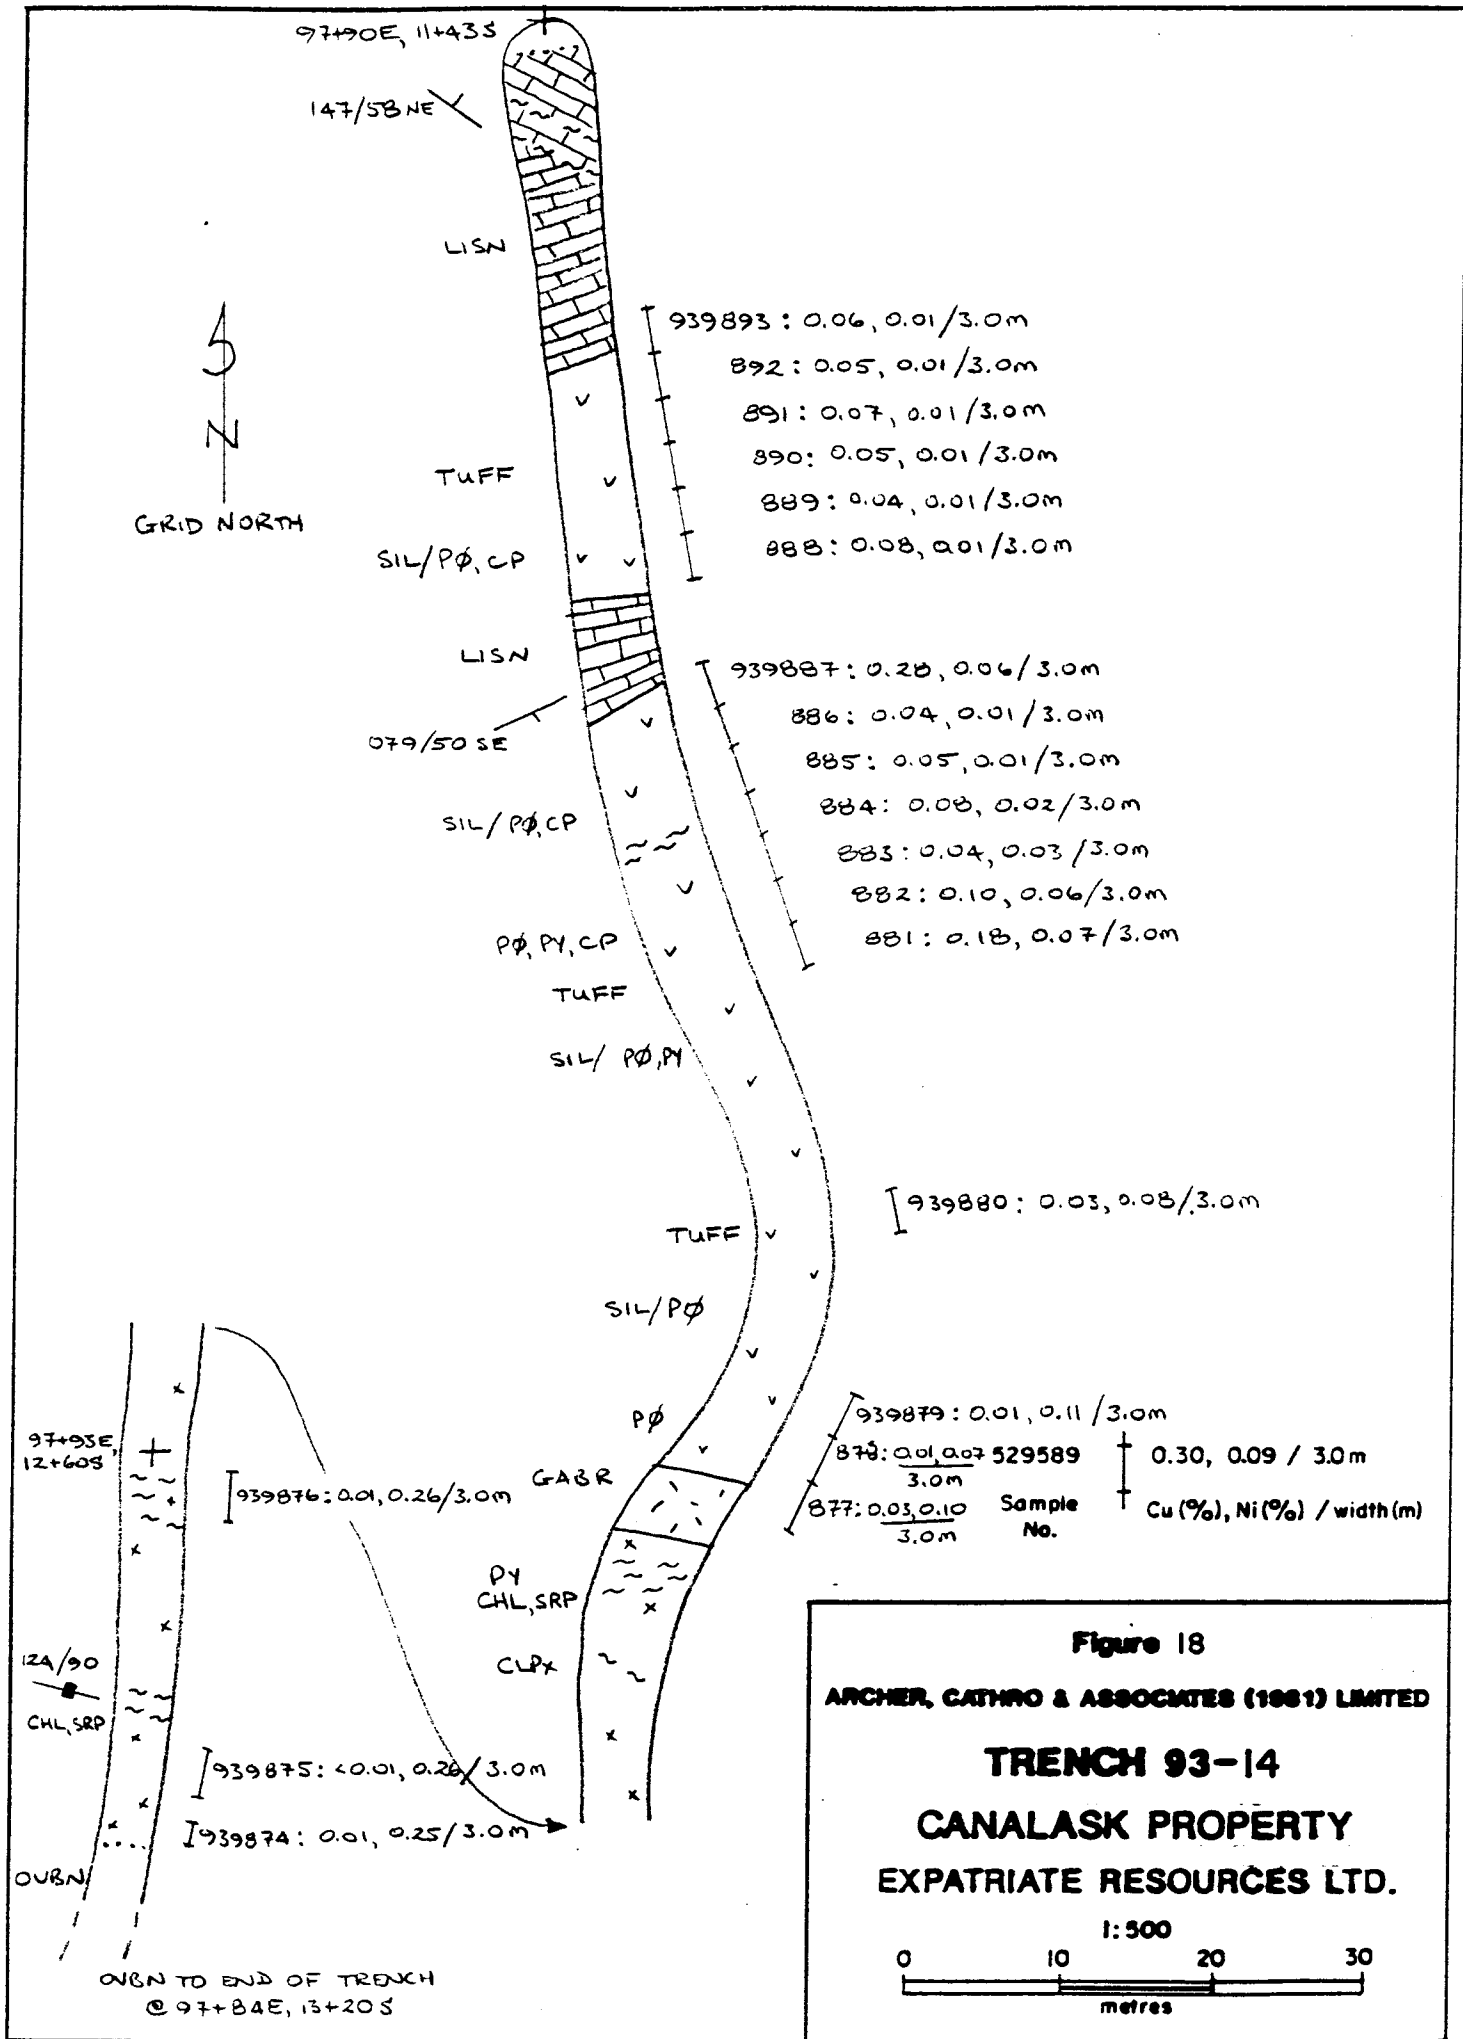 97+90E, 11+43S
147/58 NE
LISN
939893 : 0.06, 0.01/3.0m
892 : 0.05, 0.01/3.0m
891 : 0.07, 0.01/3.0m
890 : 0.05, 0.01/3.0m
889 : 0.04, 0.01/3.0m
888 : 0.08, 0.01/3.0m
N
GRID NORTH
TUFF
SIL/PØ, CP
LISN
939887 : 0.28, 0.06/3.0m
886 : 0.04, 0.01/3.0m
885 : 0.05, 0.01/3.0m
884 : 0.08, 0.02/3.0m
883 : 0.04, 0.03/3.0m
882 : 0.10, 0.06/3.0m
881 : 0.18, 0.07/3.0m
079/50 SE
SIL/PØ, CP
PØ, PY, CP
TUFF
SIL/ PØ, PY
939880 : 0.03, 0.08/3.0m
TUFF
SIL/PØ
PØ
939879 : 0.01, 0.11/3.0m
878: 0.01, 0.07
3.0m
877: 0.03, 0.10
3.0m
529589
0.30, 0.09 / 3.0m
Sample
No.
Cu (%), Ni (%) / width (m)
GABR
PY
CHL, SRP
CLPX
97+93E,
12+60S
939876: 0.01, 0.26/3.0m
124/90
CHL, SRP
939875: <0.01, 0.26/3.0m
939874: 0.01, 0.25/3.0m
OVBN
OVBN TO END OF TRENCH
@ 97+84E, 13+20S
Figure 18
ARCHER, CATHRO & ASSOCIATES (1981) LIMITED
TRENCH 93-14
CANALASK PROPERTY
EXPATRIATE RESOURCES LTD.
1:500
0 10 20 30
metres